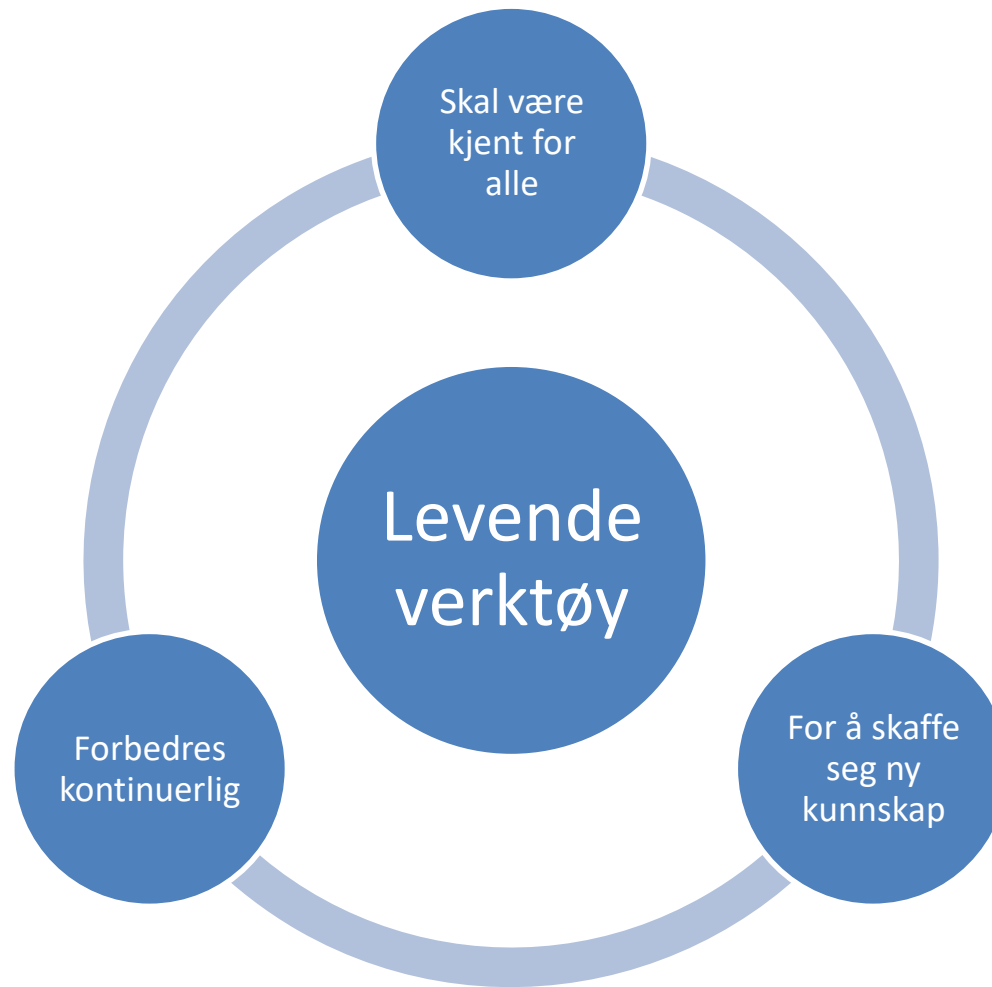 Skal være
kjent for
alle
Levende
verktøy
Forbedres
kontinuerlig
For å skaffe
seg ny
kunnskap